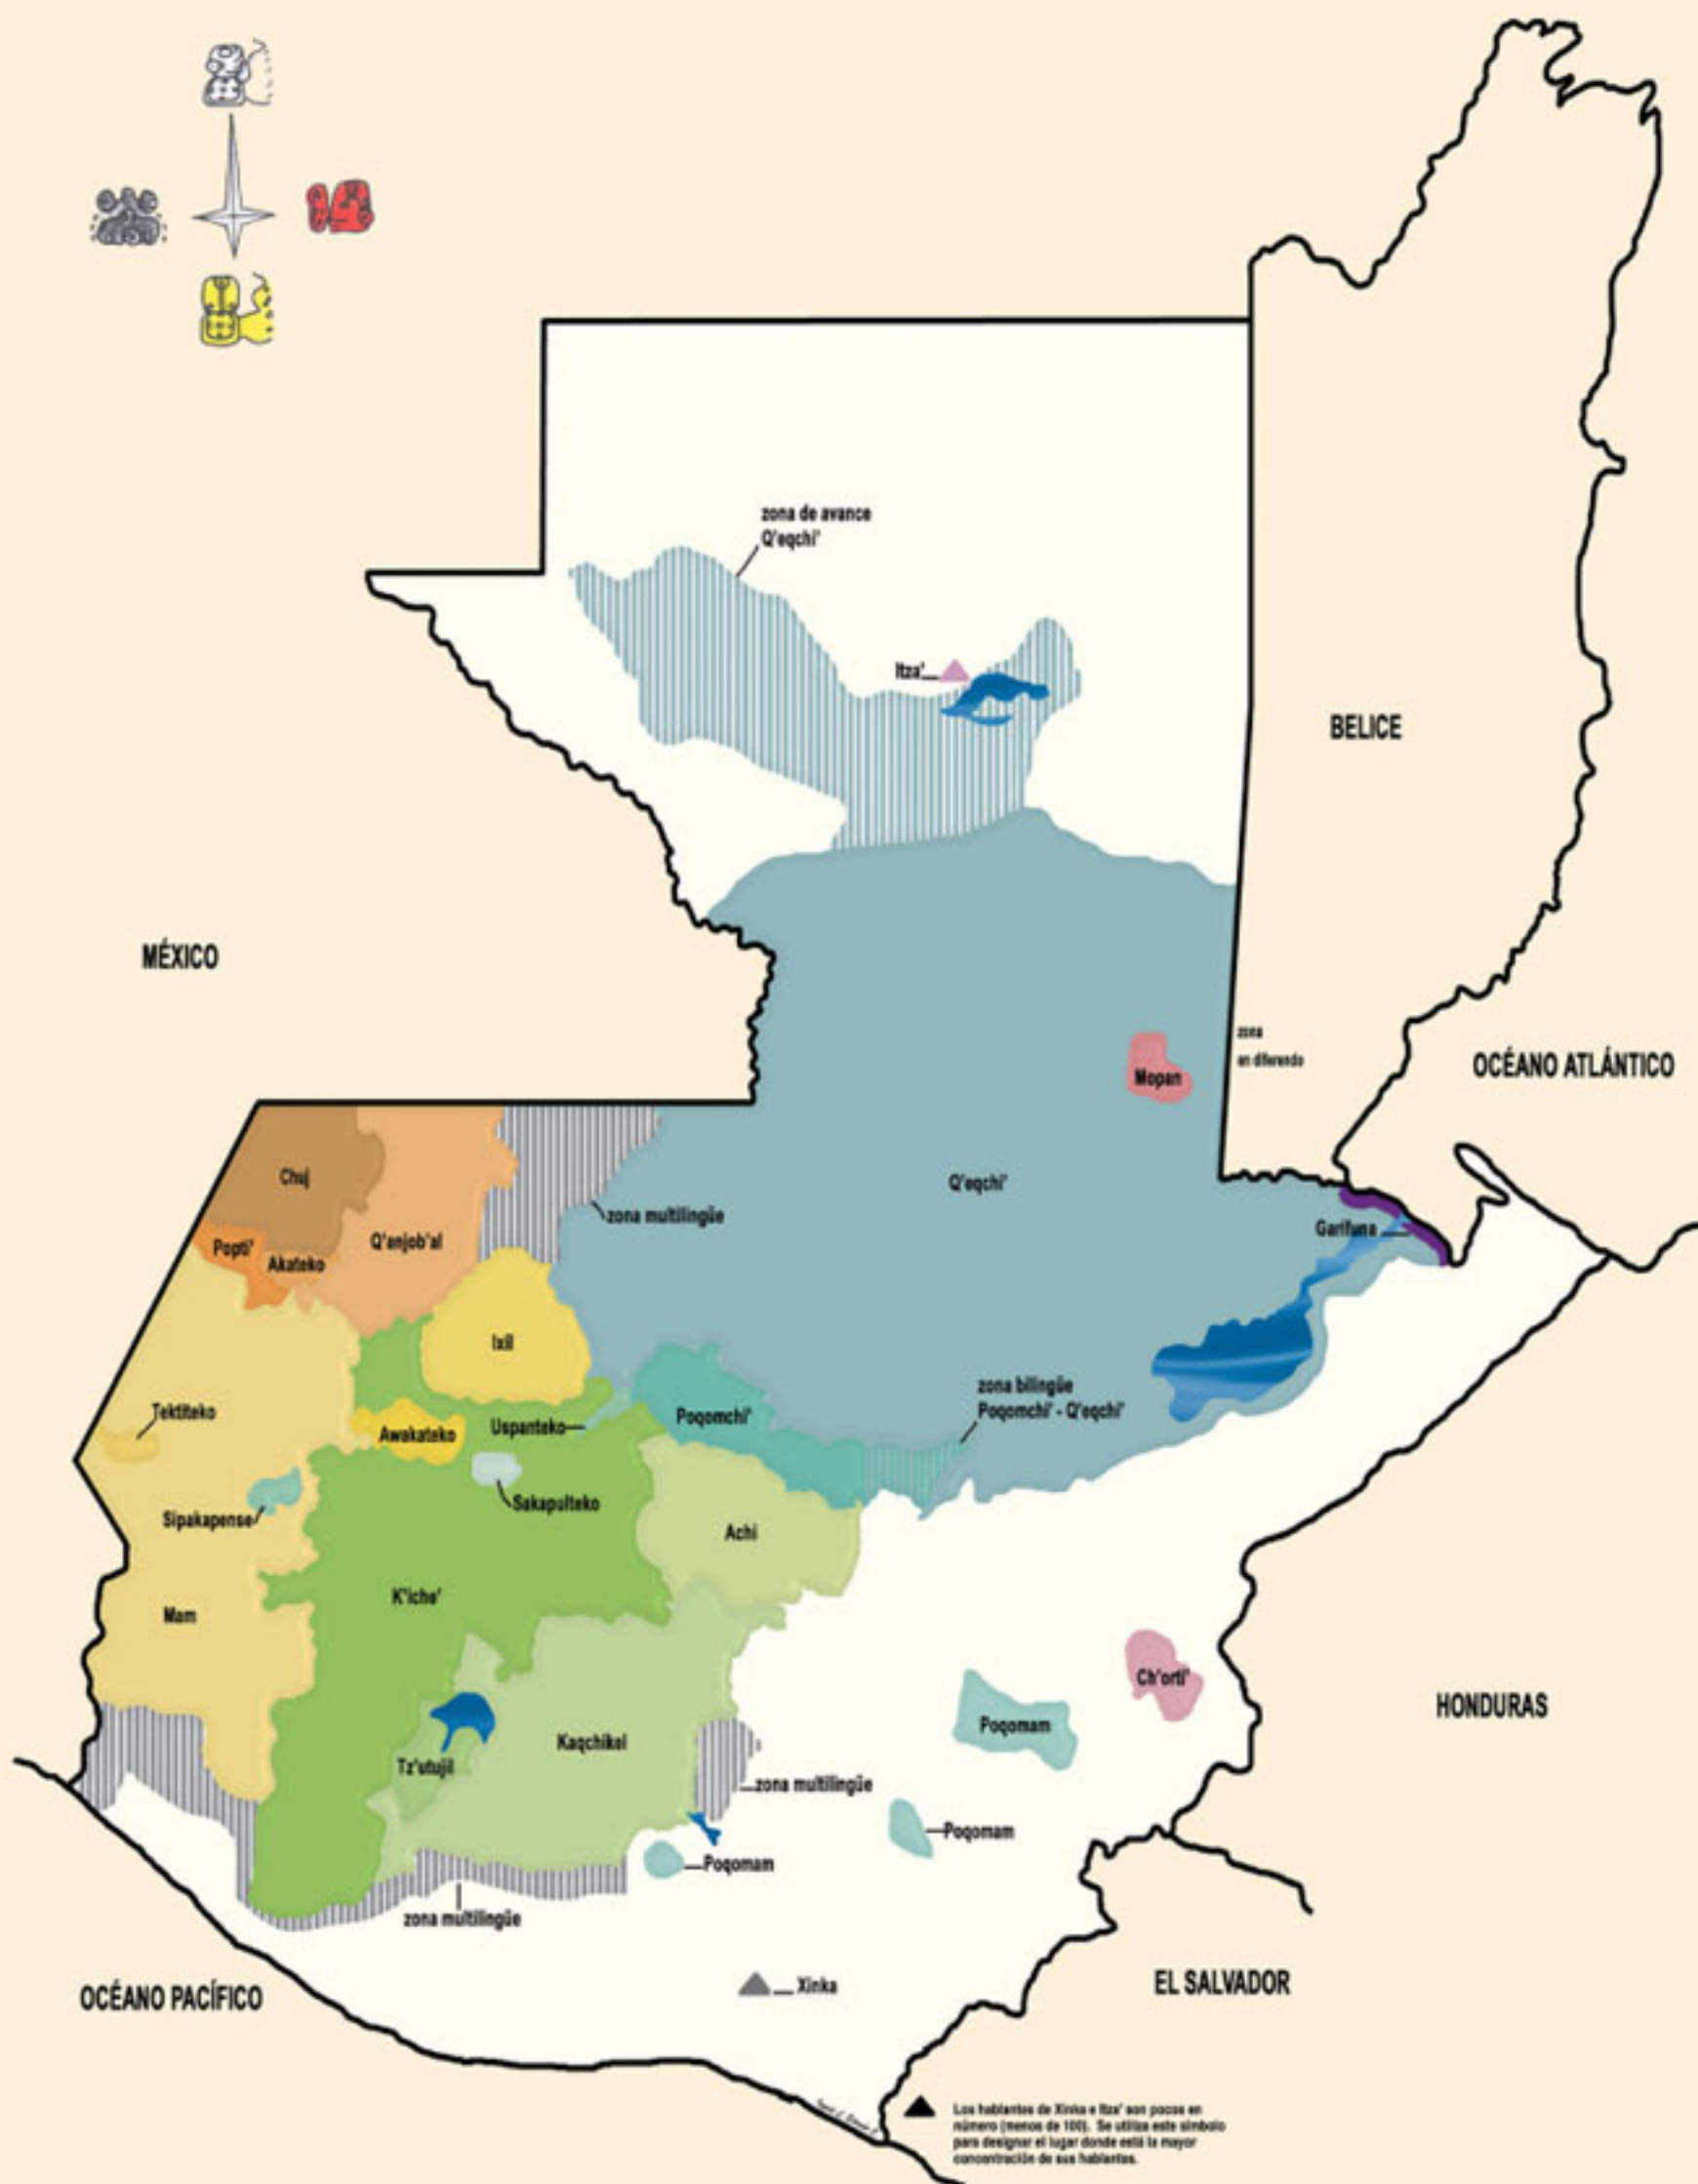 zona de avance
Q'eqchi'
Itza'
BELICE
MÉXICO
zona
en diferendo
OCÉANO ATLÁNTICO
Mopan
Chuj
Q'eqchi'
zona multilingüe
Garifuna
Q'anjob'al
Popti'
Akateko
Ixil
zona bilingüe
Poqomchi' - Q'eqchi'
Tektiteko
Poqomchi'
Uspanteko
Awakateko
Sakapulteko
Sipakapense
Achi
K'iche'
Mam
Ch'orti'
HONDURAS
Poqomam
Kaqchikel
Tz'utujil
zona multilingüe
Poqomam
Poqomam
zona multilingüe
Xinka
EL SALVADOR
OCÉANO PACÍFICO
Los hablantes de Xinka e Itza' son pocos en
número (menos de 100). Se utiliza este símbolo
para designar el lugar donde está la mayor
concentración de sus hablantes.